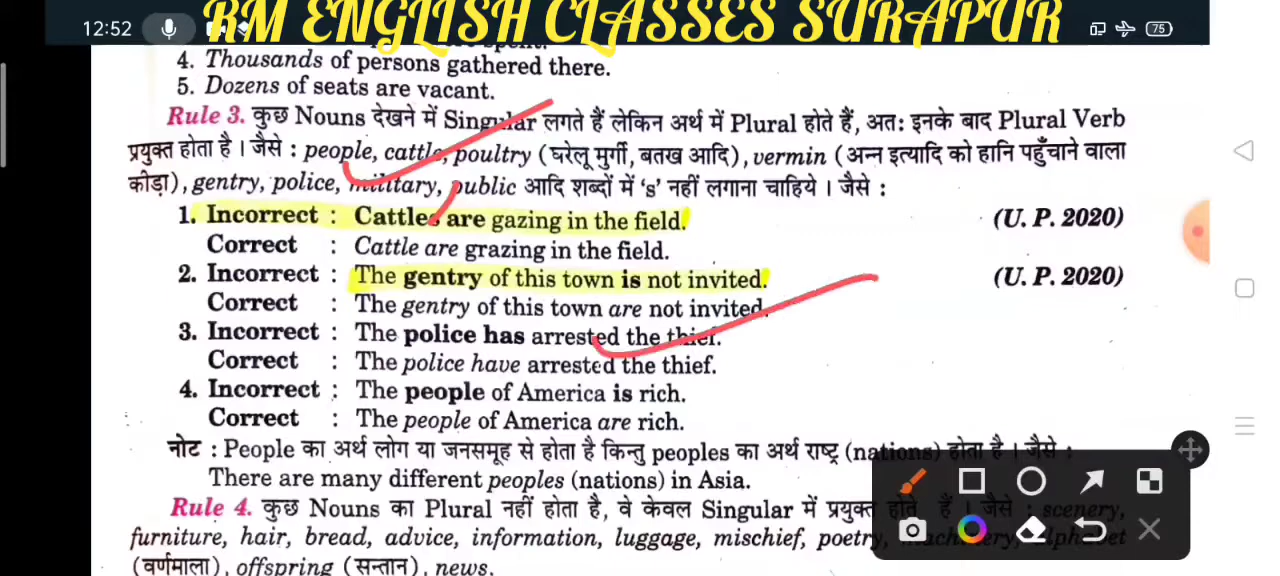 RM ENGLISH CLASSES SURAPUR
12:52
75
4. Thousands of persons gathered there.
5. Dozens of seats are vacant.
Rule 3. कुछ Nouns देखने में Singular लगते हैं लेकिन अर्थ में Plural होते हैं, अत: इनके बाद Plural Verb
प्रयुक्त होता है । जैसे : people, cattle, poultry (घरेलू मुर्गी, बतख आदि), vermin (अन्न इत्यादि को हानि पहुँचाने वाला
कीड़ा), gentry, police, military, public आदि शब्दों में 's' नहीं लगाना चाहिये । जैसे :
1. Incorrect : Cattles are gazing in the field. (U. P. 2020)
Correct : Cattle are grazing in the field.
2. Incorrect : The gentry of this town is not invited. (U. P. 2020)
Correct : The gentry of this town are not invited.
3. Incorrect : The police has arrested the thief.
Correct : The police have arrested the thief.
4. Incorrect : The people of America is rich.
Correct : The people of America are rich.
नोट : People का अर्थ लोग या जनसमूह से होता है किन्तु peoples का अर्थ राष्ट्र (nations) होता है । जैसे :
There are many different peoples (nations) in Asia.
Rule 4. कुछ Nouns का Plural नहीं होता है, वे केवल Singular में प्रयुक्त होते हैं । जैसे : scenery,
furniture, hair, bread, advice, information, luggage, mischief, poetry, machinery, alphabet
(वर्णमाला), offspring (सन्तान), news.